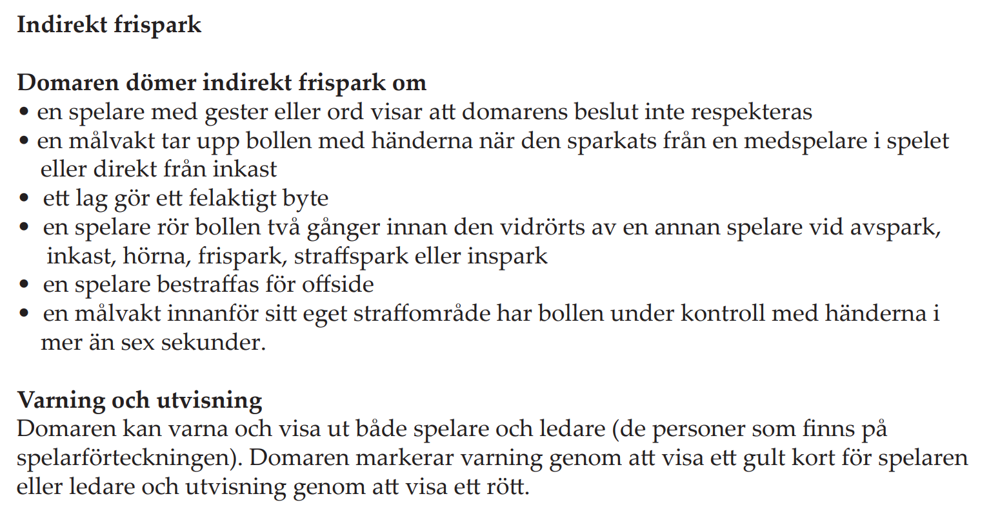 Indirekt frispark
Domaren dömer indirekt frispark om
• en spelare med gester eller ord visar att domarens beslut inte respekteras
• en målvakt tar upp bollen med händerna när den sparkats från en medspelare i spelet
eller direkt från inkast
• ett lag gör ett felaktigt byte
• en spelare rör bollen två gånger innan den vidrörts av en annan spelare vid avspark,
inkast, hörna, frispark, straffspark eller inspark
• en spelare bestraffas för offside
• en målvakt innanför sitt eget straffområde har bollen under kontroll med händerna i
mer än sex sekunder.
Varning och utvisning
Domaren kan varna och visa ut både spelare och ledare (de personer som finns på
spelarförteckningen). Domaren markerar varning genom att visa ett gult kort för spelaren
eller ledare och utvisning genom att visa ett rött.